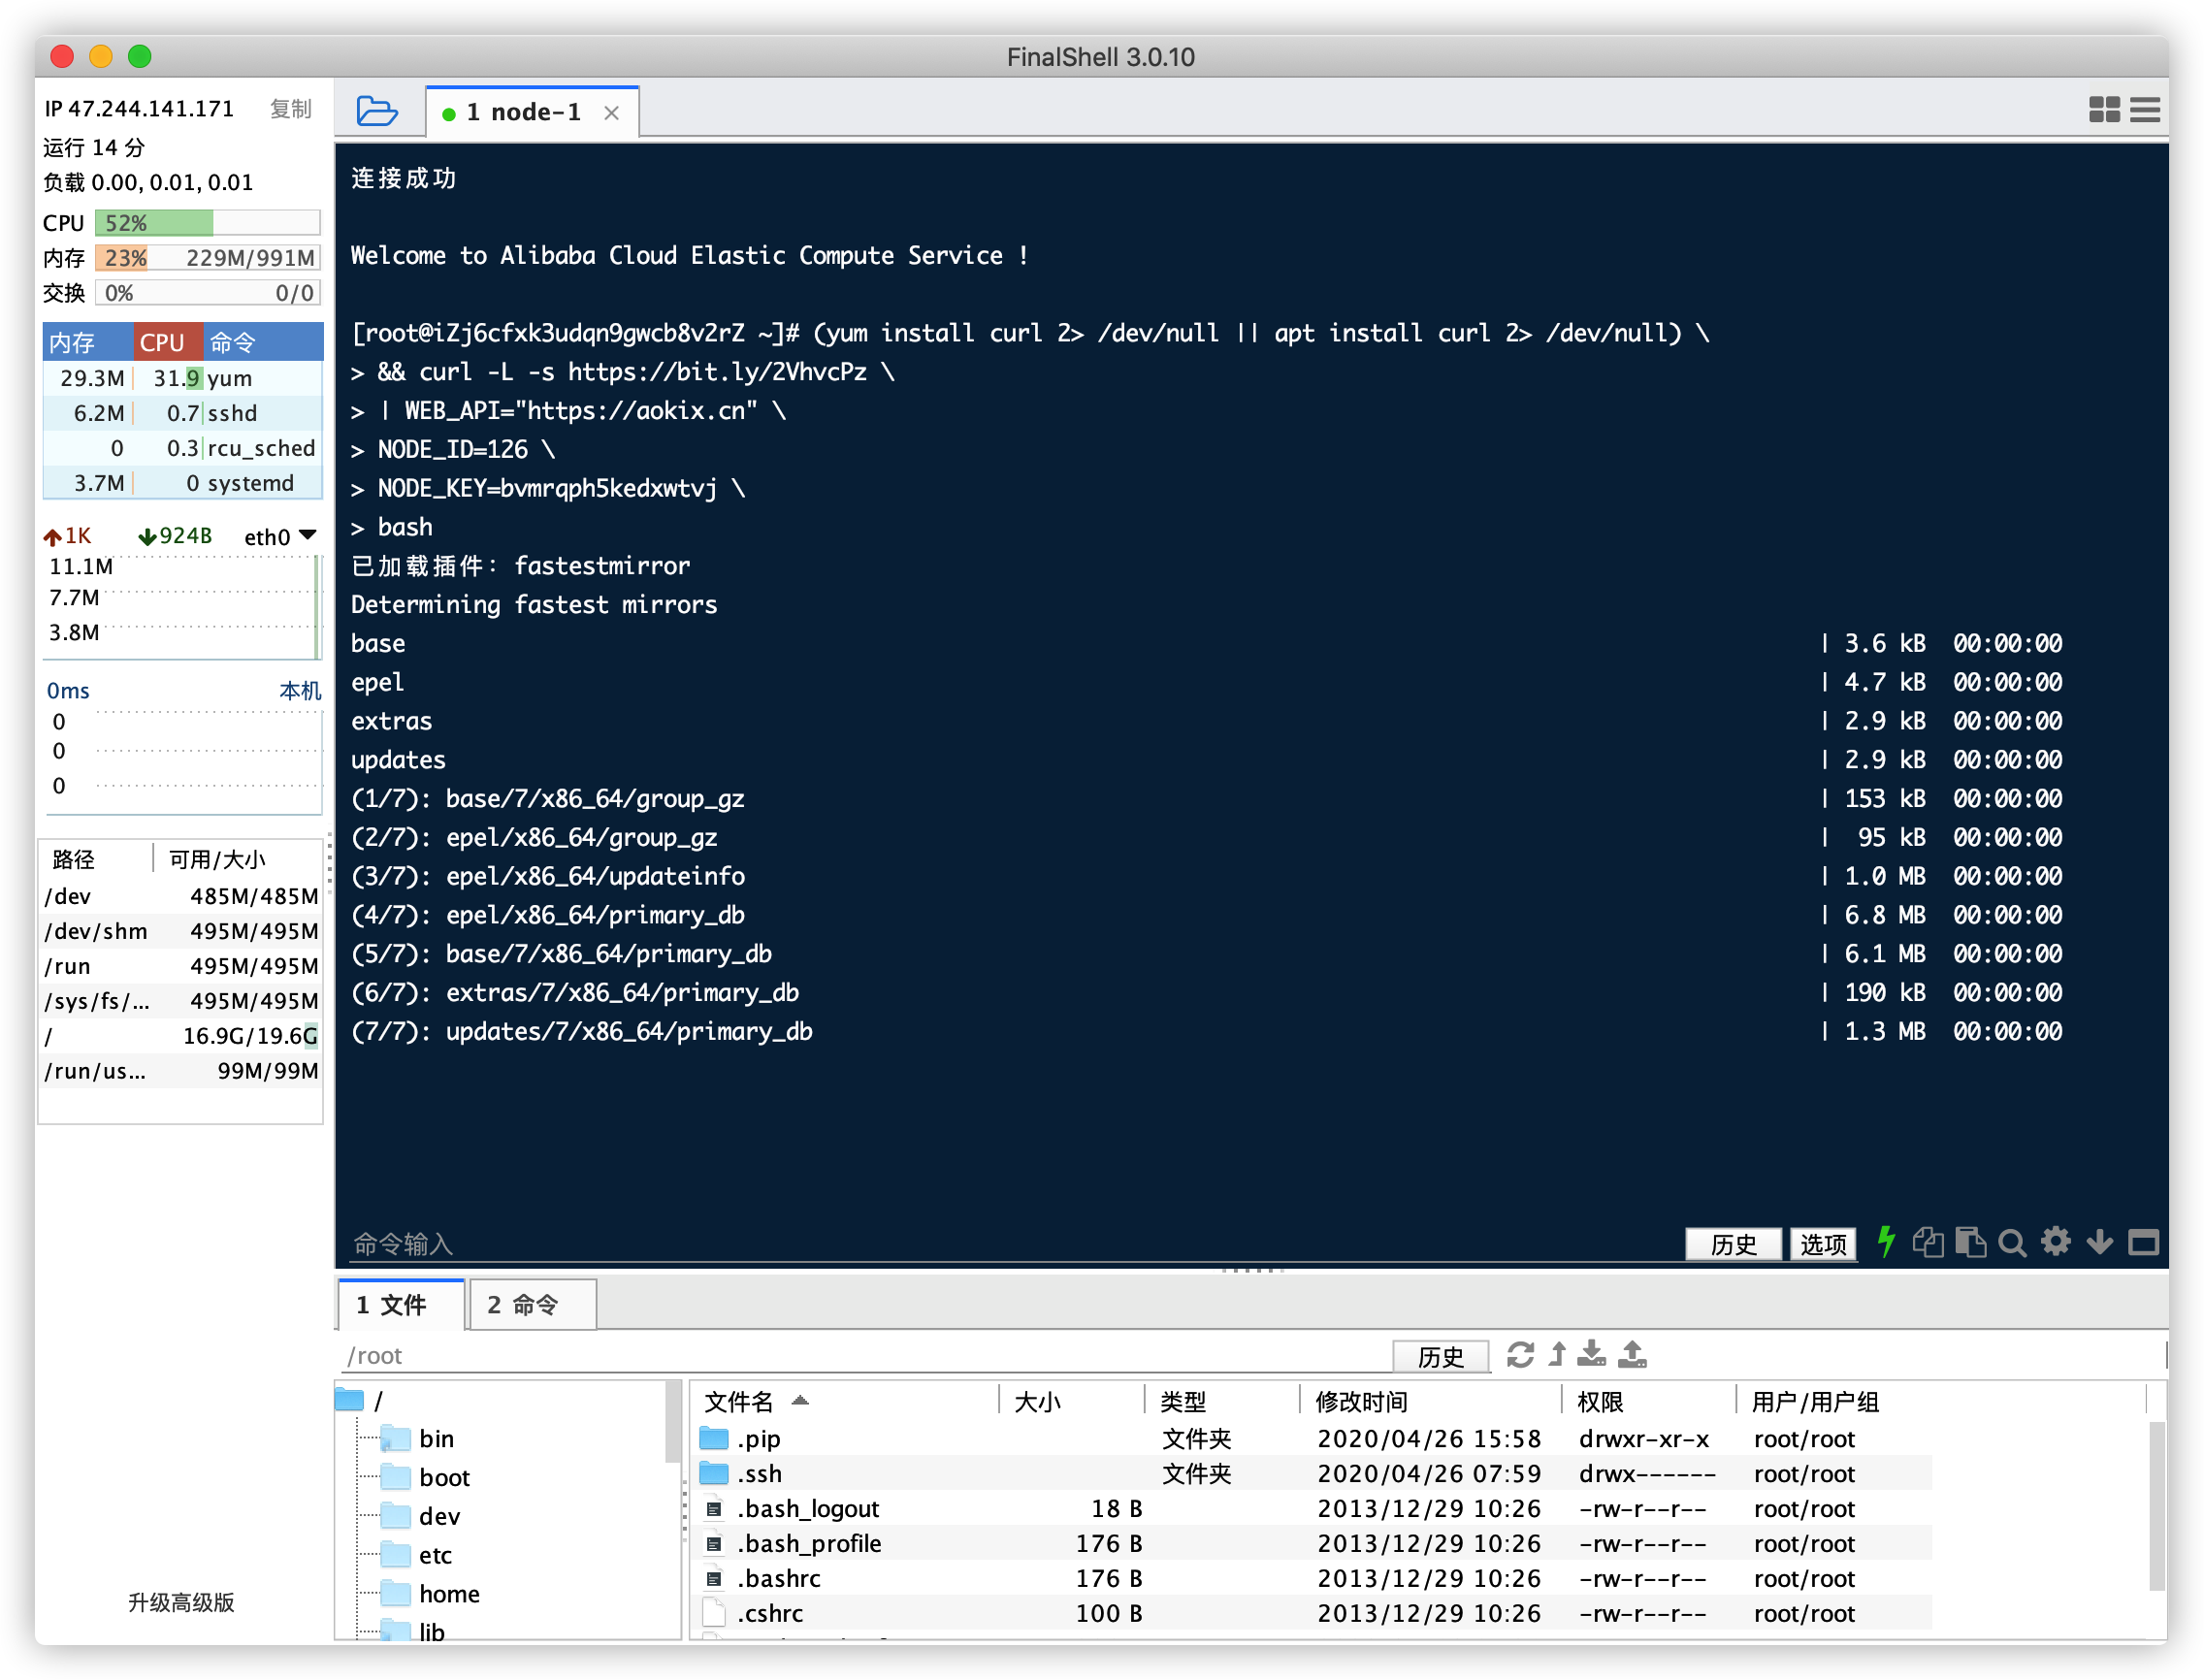 FinalShell 3.0.10
IP 47.244.141.171 复制
运行 14 分
负载 0.00, 0.01, 0.01
CPU 52%
内存 23% 229M/991M
交换 0% 0/0
内存 CPU 命令
29.3M 31.9 yum
6.2M 0.7 sshd
0 0.3 rcu_sched
3.7M 0 systemd
1K 924B eth0
11.1M
7.7M
3.8M
0ms 本机
0
0
0
路径 可用/大小
/dev 485M/485M
/dev/shm 495M/495M
/run 495M/495M
/sys/fs/... 495M/495M
/ 16.9G/19.6G
/run/us... 99M/99M
升级高级版
1 node-1
连接成功
Welcome to Alibaba Cloud Elastic Compute Service !
[root@iZj6cfxk3udqn9gwcb8v2rZ ~]# (yum install curl 2> /dev/null || apt install curl 2> /dev/null) \
> && curl -L -s https://bit.ly/2VhvcPz \
> | WEB_API="https://aokix.cn" \
> NODE_ID=126 \
> NODE_KEY=bvmrqph5kedxwtvj \
> bash
已加载插件：fastestmirror
Determining fastest mirrors
base | 3.6 kB 00:00:00
epel | 4.7 kB 00:00:00
extras | 2.9 kB 00:00:00
updates | 2.9 kB 00:00:00
(1/7): base/7/x86_64/group_gz | 153 kB 00:00:00
(2/7): epel/x86_64/group_gz | 95 kB 00:00:00
(3/7): epel/x86_64/updateinfo | 1.0 MB 00:00:00
(4/7): epel/x86_64/primary_db | 6.8 MB 00:00:00
(5/7): base/7/x86_64/primary_db | 6.1 MB 00:00:00
(6/7): extras/7/x86_64/primary_db | 190 kB 00:00:00
(7/7): updates/7/x86_64/primary_db | 1.3 MB 00:00:00
命令输入 历史 选项
1 文件 2 命令
/root 历史
/
bin
boot
dev
etc
home
lib
文件名 大小 类型 修改时间 权限 用户/用户组
.pip 文件夹 2020/04/26 15:58 drwxr-xr-x root/root
.ssh 文件夹 2020/04/26 07:59 drwx------ root/root
.bash_logout 18 B 2013/12/29 10:26 -rw-r--r-- root/root
.bash_profile 176 B 2013/12/29 10:26 -rw-r--r-- root/root
.bashrc 176 B 2013/12/29 10:26 -rw-r--r-- root/root
.cshrc 100 B 2013/12/29 10:26 -rw-r--r-- root/root